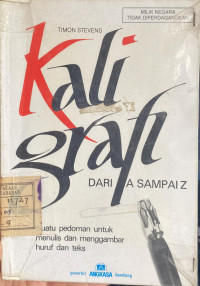 TIMON STEVENS
MILIK NEGARA
TIDAK DIPERDAGANGKAN
Kali
grafi
DARI A SAMPAI Z
suatu pedoman untuk
menulis dan menggambar
huruf dan teks
penerbit ANGKASA bandung